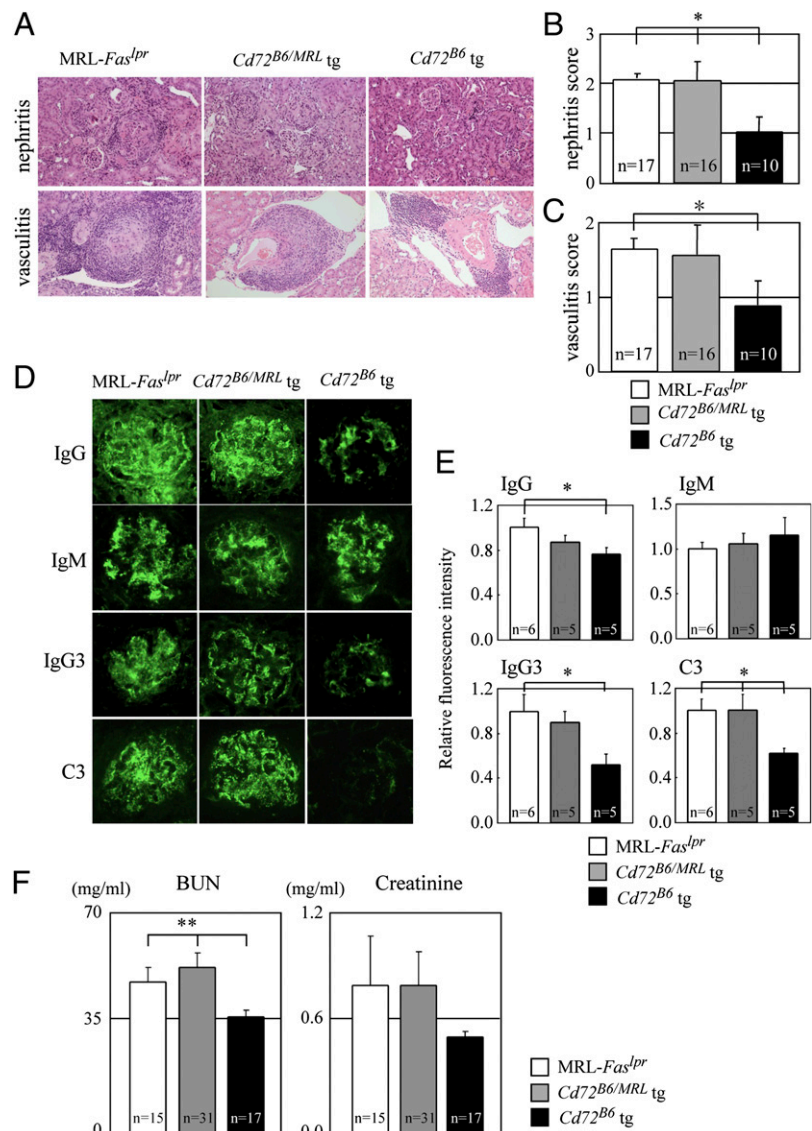 A
MRL-Fas^lpr Cd72^B6/MRL tg Cd72^B6 tg
nephritis
vasculitis
B
nephritis score
3
2
1
0
*
n=17 n=16 n=10
C
vasculitis score
2
1
0
*
n=17 n=16 n=10
MRL-Fas^lpr
Cd72^B6/MRL tg
Cd72^B6 tg
D
MRL-Fas^lpr Cd72^B6/MRL tg Cd72^B6 tg
IgG
IgM
IgG3
C3
E
Relative fluorescence intensity
IgG
1.2
0.8
0.4
0.0
*
n=6 n=5 n=5
IgM
1.5
1.0
0.5
0.0
n=6 n=5 n=5
IgG3
1.2
0.8
0.4
0.0
*
n=6 n=5 n=5
C3
1.2
0.8
0.4
0.0
*
n=6 n=5 n=5
MRL-Fas^lpr
Cd72^B6/MRL tg
Cd72^B6 tg
F
(mg/ml) BUN
70
35
0
**
n=15 n=31 n=17
(mg/ml) Creatinine
1.2
0.6
0.0
n=15 n=31 n=17
MRL-Fas^lpr
Cd72^B6/MRL tg
Cd72^B6 tg